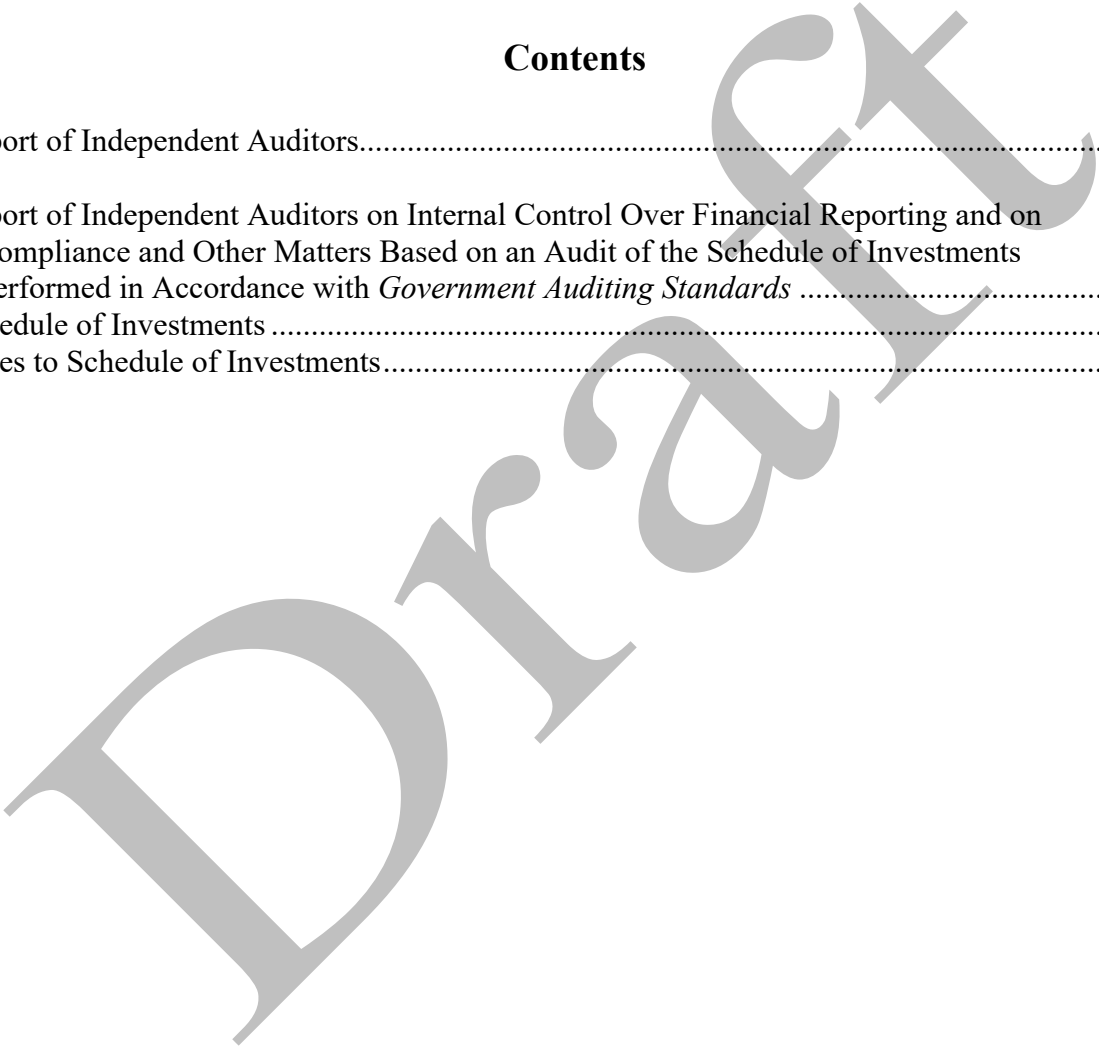 Contents
port of Independent Auditors........................................................................................................
port of Independent Auditors on Internal Control Over Financial Reporting and on
ompliance and Other Matters Based on an Audit of the Schedule of Investments
erformed in Accordance with Government Auditing Standards ......................................
edule of Investments ........................................................................................................
es to Schedule of Investments..........................................................................................
Draft